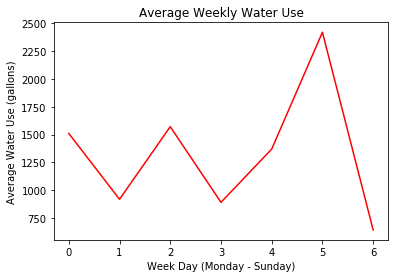 Average Weekly Water Use
Average Water Use (gallons)
2500
2250
2000
1750
1500
1250
1000
750
0 1 2 3 4 5 6
Week Day (Monday - Sunday)